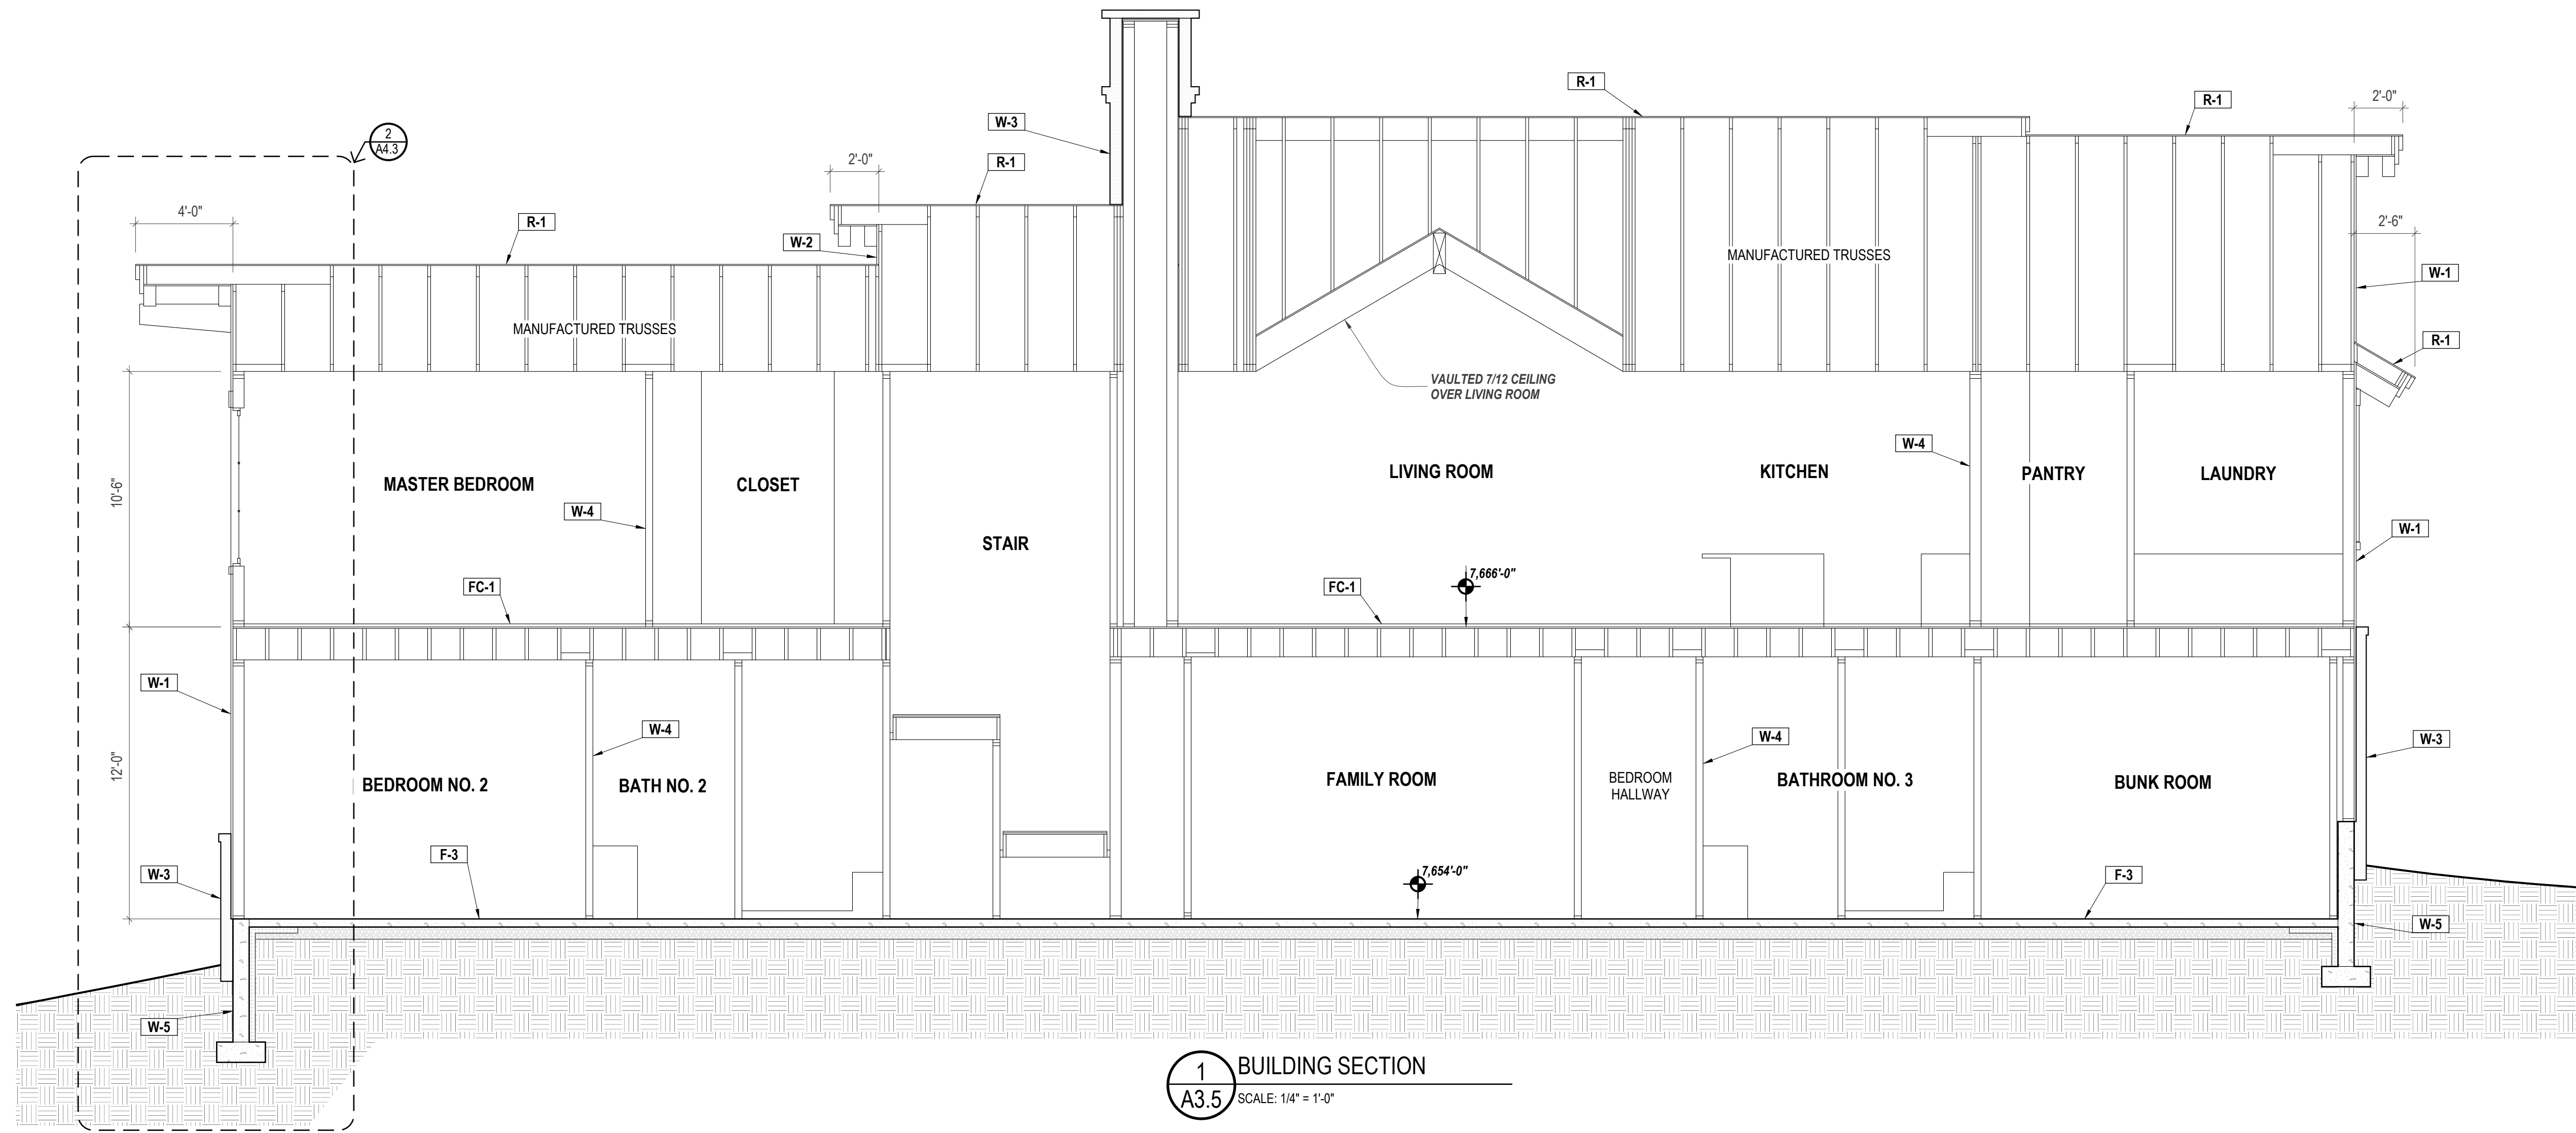 R-1
R-1
2'-0"
W-3
2
A4.3
2'-0"
R-1
4'-0"
R-1
W-2
2'-6"
MANUFACTURED TRUSSES
W-1
MANUFACTURED TRUSSES
R-1
VAULTED 7/12 CEILING
OVER LIVING ROOM
10'-6"
MASTER BEDROOM
CLOSET
LIVING ROOM
KITCHEN
W-4
PANTRY
LAUNDRY
W-4
STAIR
W-1
FC-1
FC-1
7,666'-0"
W-1
12'-0"
W-4
W-4
W-3
BEDROOM NO. 2
BATH NO. 2
FAMILY ROOM
BEDROOM
HALLWAY
BATHROOM NO. 3
BUNK ROOM
F-3
W-3
7,654'-0"
F-3
W-5
W-5
1
A3.5
BUILDING SECTION
SCALE: 1/4" = 1'-0"